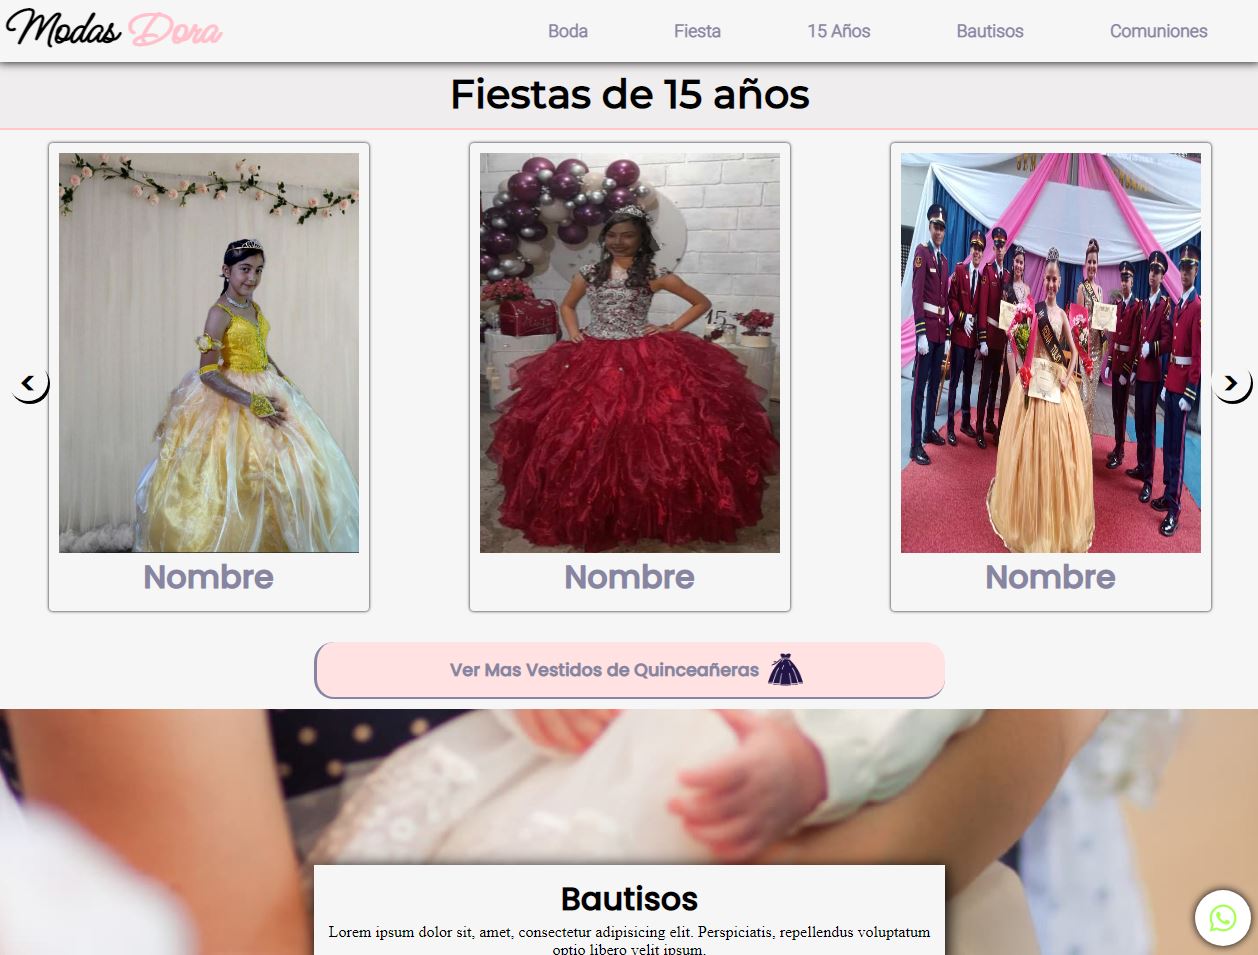 Modas Dora
Boda
Fiesta
15 Años
Bautisos
Comuniones
Fiestas de 15 años
<
15
>
Nombre
Nombre
Nombre
Ver Mas Vestidos de Quinceañeras
Bautisos
Lorem ipsum dolor sit, amet, consectetur adipisicing elit. Perspiciatis, repellendus voluptatum
optio libero velit ipsum.